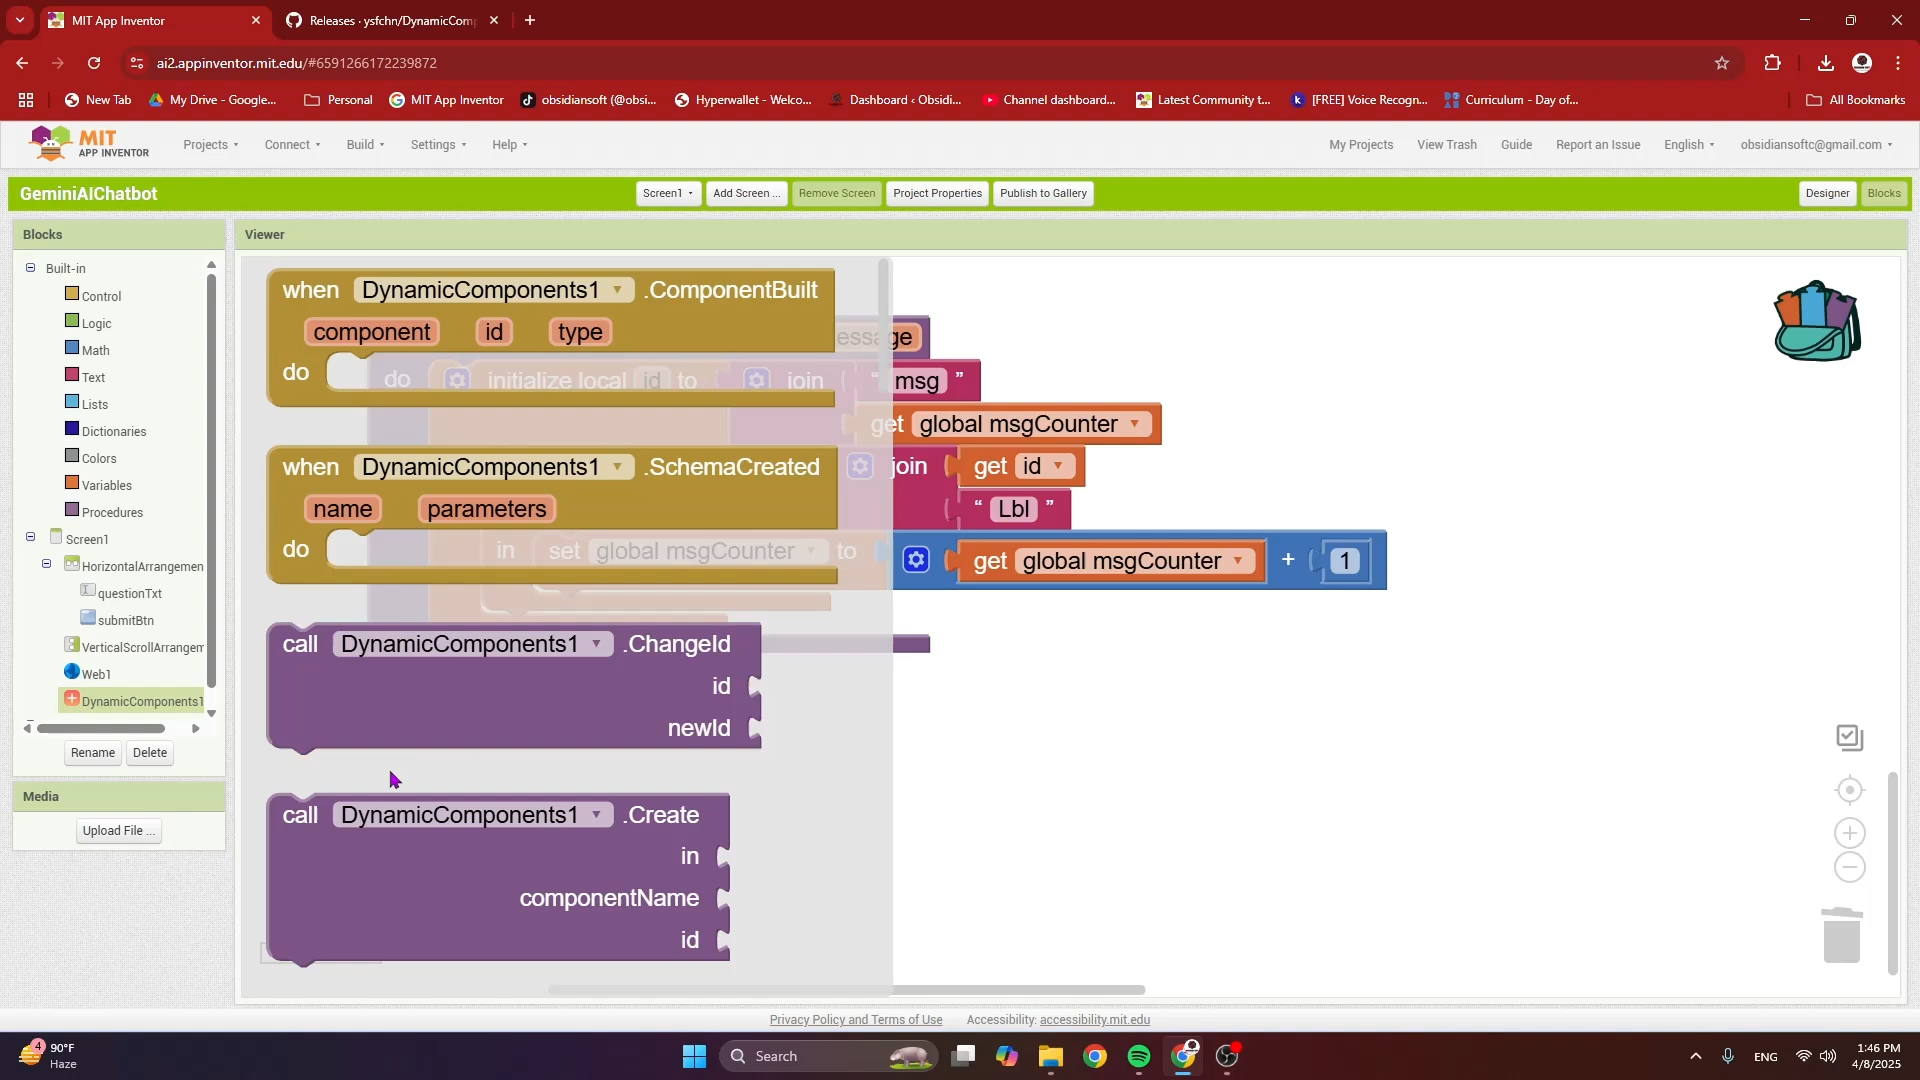 MIT App Inventor
Releases · ysfchn/DynamicComp
ai2.appinventor.mit.edu/#6591266172239872
New Tab
My Drive - Google...
Personal
MIT App Inventor
obsidiansoft (@obsi...
Hyperwallet - Welco...
Dashboard ‹ Obsidi...
Channel dashboard...
Latest Community t...
[FREE] Voice Recogn...
Curriculum - Day of...
All Bookmarks
MIT
APP INVENTOR
Projects
Connect
Build
Settings
Help
My Projects
View Trash
Guide
Report an Issue
English
obsidiansoftc@gmail.com
GeminiAIChatbot
Screen1
Add Screen ...
Remove Screen
Project Properties
Publish to Gallery
Designer
Blocks
Blocks
Built-in
Control
Logic
Math
Text
Lists
Dictionaries
Colors
Variables
Procedures
Screen1
HorizontalArrangemen
questionTxt
submitBtn
VerticalScrollArrangem
Web1
DynamicComponents1
Rename
Delete
Media
Upload File ...
Viewer
when DynamicComponents1 .ComponentBuilt
component id type
do
when DynamicComponents1 .SchemaCreated
name parameters
do
call DynamicComponents1 .ChangeId
id
newId
call DynamicComponents1 .Create
in
componentName
id
essage
do initialize local id to join " msg "
get global msgCounter
join get id
" Lbl "
in set global msgCounter to get global msgCounter + 1
Privacy Policy and Terms of Use
Accessibility: accessibility.mit.edu
4
90°F
Haze
Search
ENG
1:46 PM
4/8/2025